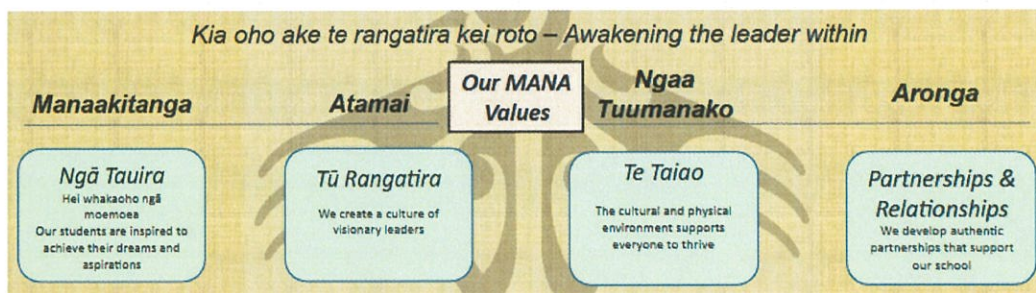 Kia oho ake te rangatira kei roto – Awakening the leader within
Manaakitanga
Atamai
Our MANA
Values
Ngaa
Tuumanako
Aronga
Ngā Tauira
Hei whakaoho ngā
moemoea
Our students are inspired to
achieve their dreams and
aspirations
Tū Rangatira
We create a culture of
visionary leaders
Te Taiao
The cultural and physical
environment supports
everyone to thrive
Partnerships &
Relationships
We develop authentic
partnerships that support
our school